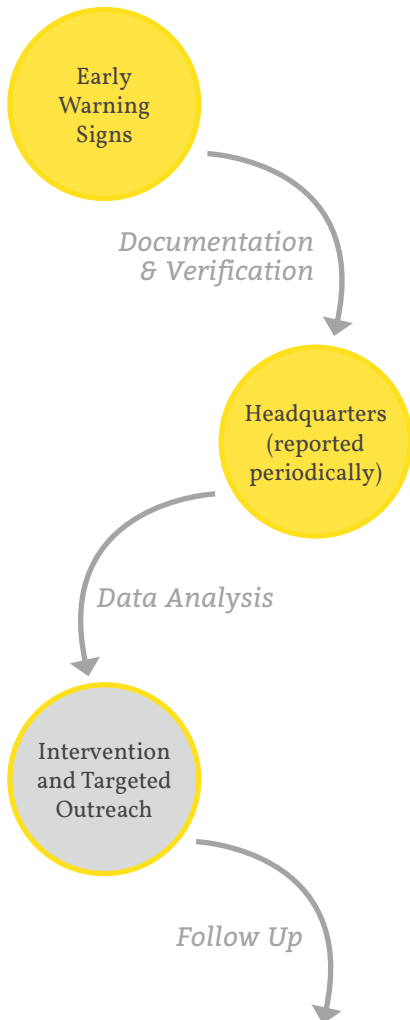 Early
Warning
Signs
Documentation
& Verification
Headquarters
(reported
periodically)
Data Analysis
Intervention
and Targeted
Outreach
Follow Up